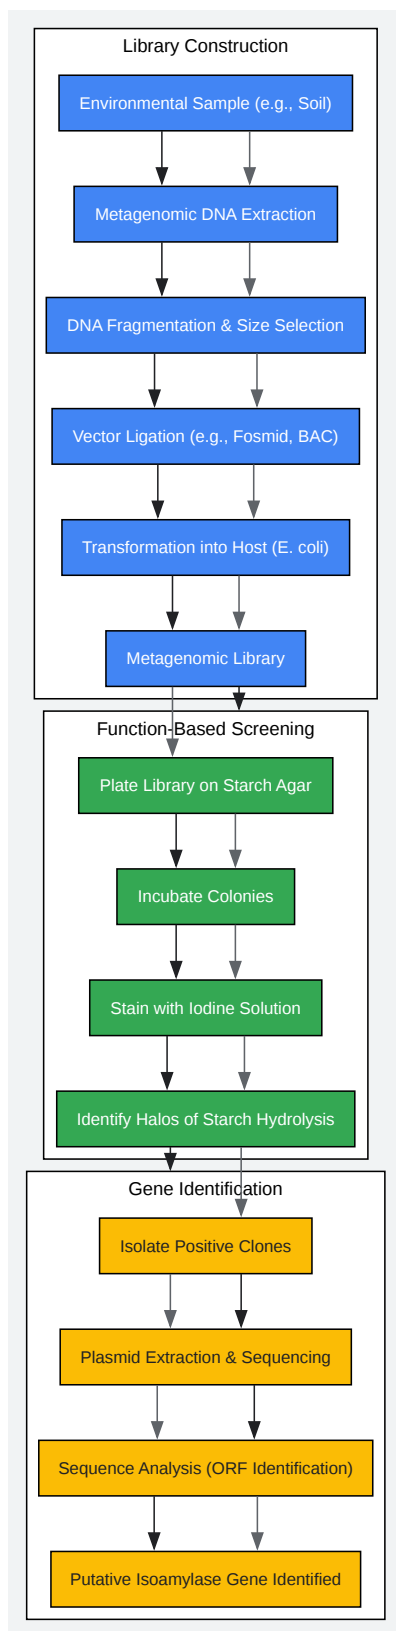 Library Construction
Environmental Sample (e.g., Soil)
Metagenomic DNA Extraction
DNA Fragmentation & Size Selection
Vector Ligation (e.g., Fosmid, BAC)
Transformation into Host (E. coli)
Metagenomic Library
Function-Based Screening
Plate Library on Starch Agar
Incubate Colonies
Stain with Iodine Solution
Identify Halos of Starch Hydrolysis
Gene Identification
Isolate Positive Clones
Plasmid Extraction & Sequencing
Sequence Analysis (ORF Identification)
Putative Isoamylase Gene Identified